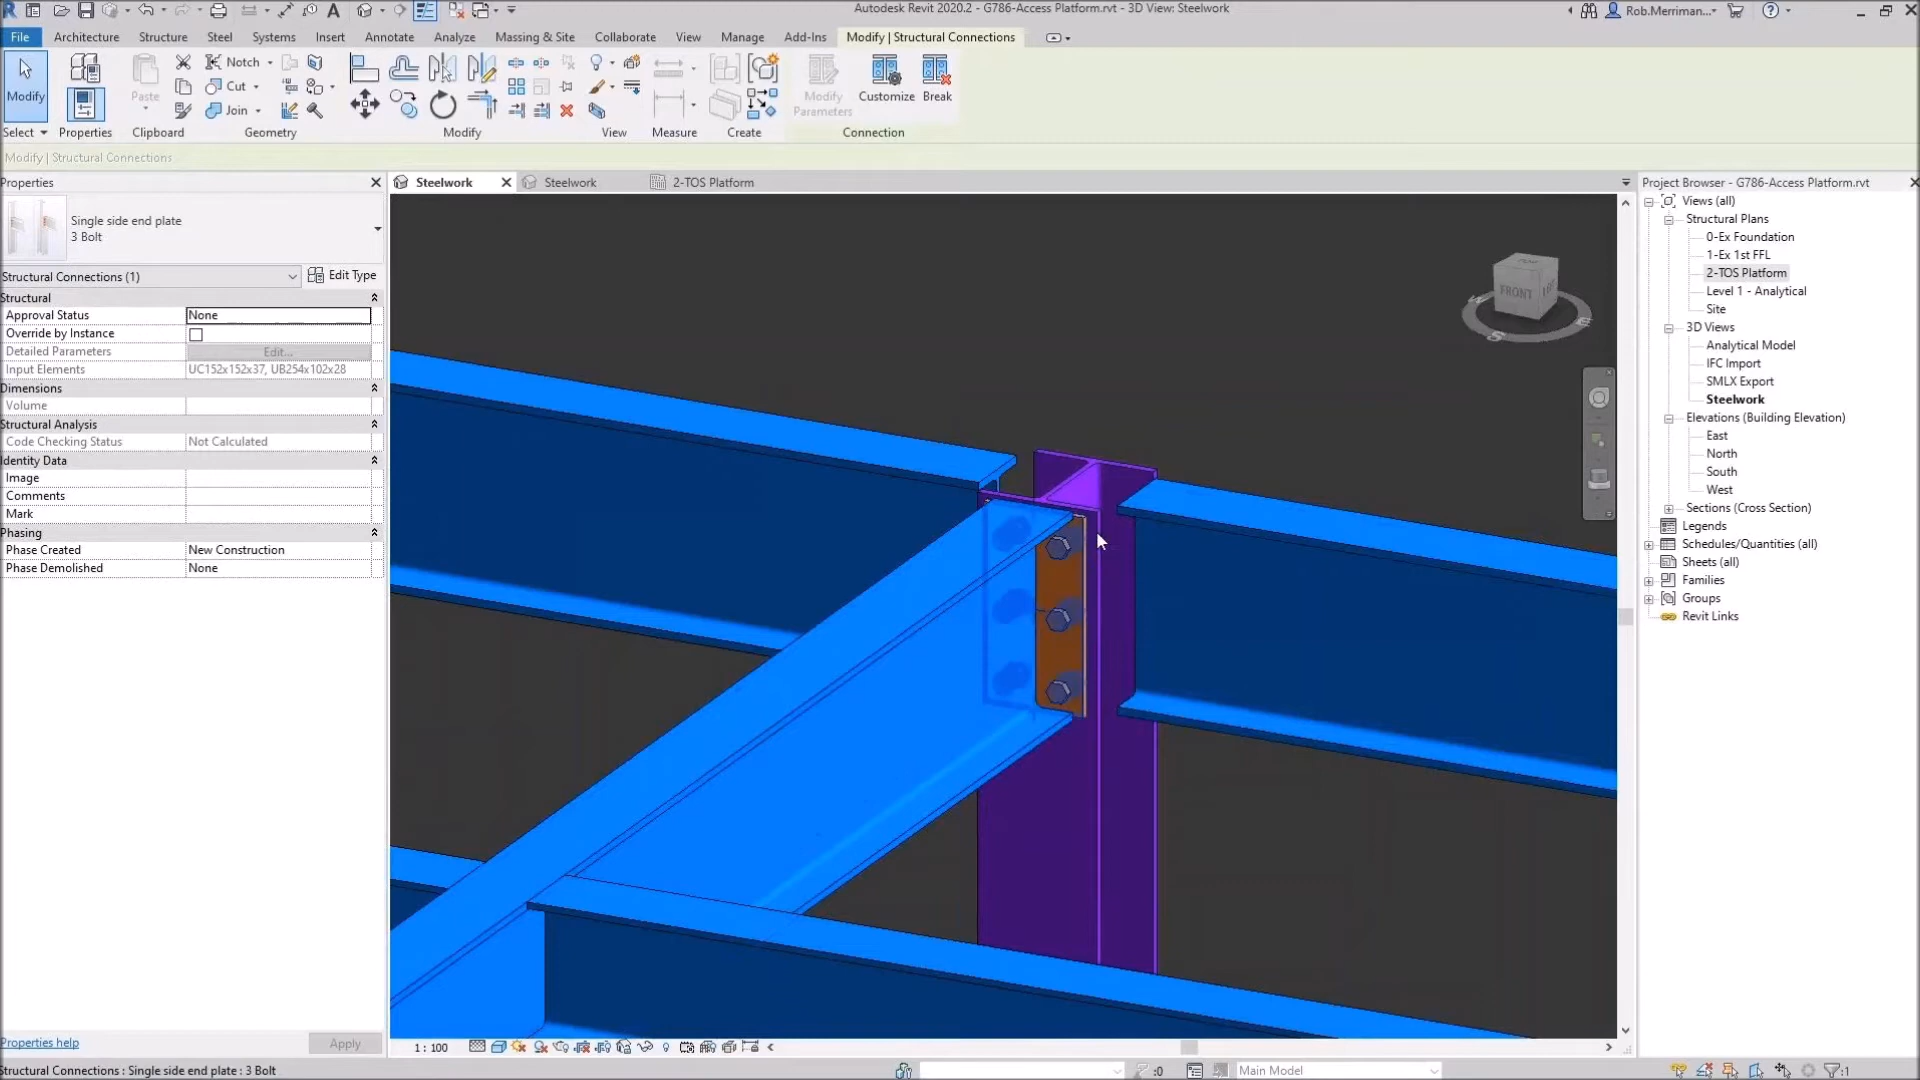 Autodesk Revit 2020.2 - G786-Access Platform.rvt - 3D View: Steelwork
Rob.Merriman...
File
Architecture
Structure
Steel
Systems
Insert
Annotate
Analyze
Massing & Site
Collaborate
View
Manage
Add-Ins
Modify | Structural Connections
Modify
Paste
Notch
Cut
Join
Modify
Parameters
Customize
Break
Select
Properties
Clipboard
Geometry
Modify
View
Measure
Create
Connection
Modify | Structural Connections
Properties
Single side end plate
3 Bolt
Structural Connections (1)
Edit Type
Structural
Approval Status
None
Override by Instance
Detailed Parameters
Edit...
Input Elements
UC152x152x37, UB254x102x28
Dimensions
Volume
Structural Analysis
Code Checking Status
Not Calculated
Identity Data
Image
Comments
Mark
Phasing
Phase Created
New Construction
Phase Demolished
None
Properties help
Apply
Steelwork
Steelwork
2-TOS Platform
FRONT
W
S
E
1 : 100
Project Browser - G786-Access Platform.rvt
Views (all)
Structural Plans
0-Ex Foundation
1-Ex 1st FFL
2-TOS Platform
Level 1 - Analytical
Site
3D Views
Analytical Model
IFC Import
SMLX Export
Steelwork
Elevations (Building Elevation)
East
North
South
West
Sections (Cross Section)
Legends
Schedules/Quantities (all)
Sheets (all)
Families
Groups
Revit Links
Structural Connections : Single side end plate : 3 Bolt
:0
Main Model
:1